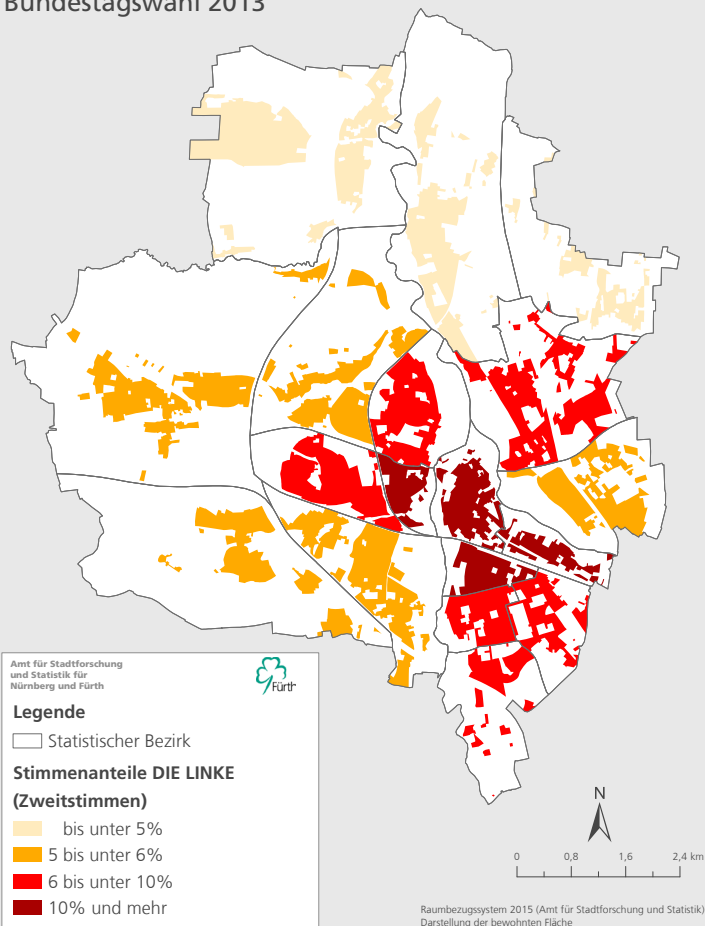 Bundestagswahl 2013
Amt für Stadtforschung
und Statistik für
Nürnberg und Fürth
Fürth
Legende
Statistischer Bezirk
Stimmenanteile DIE LINKE
(Zweitstimmen)
bis unter 5%
5 bis unter 6%
6 bis unter 10%
10% und mehr
N
0 0,8 1,6 2,4 km
Raumbezugssystem 2015 (Amt für Stadtforschung und Statistik)
Darstellung der bewohnten Fläche